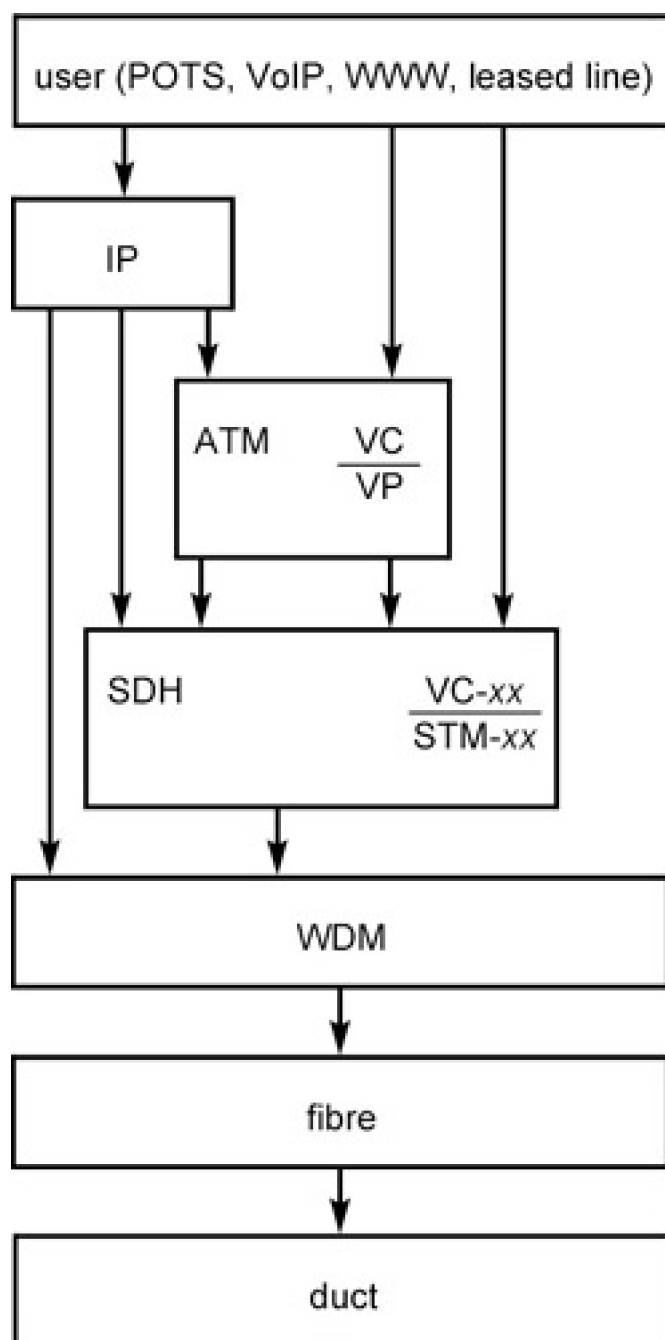 user (POTS, VoIP, WWW, leased line)
IP
ATM
VC
VP
SDH
VC-xx
STM-xx
WDM
fibre
duct